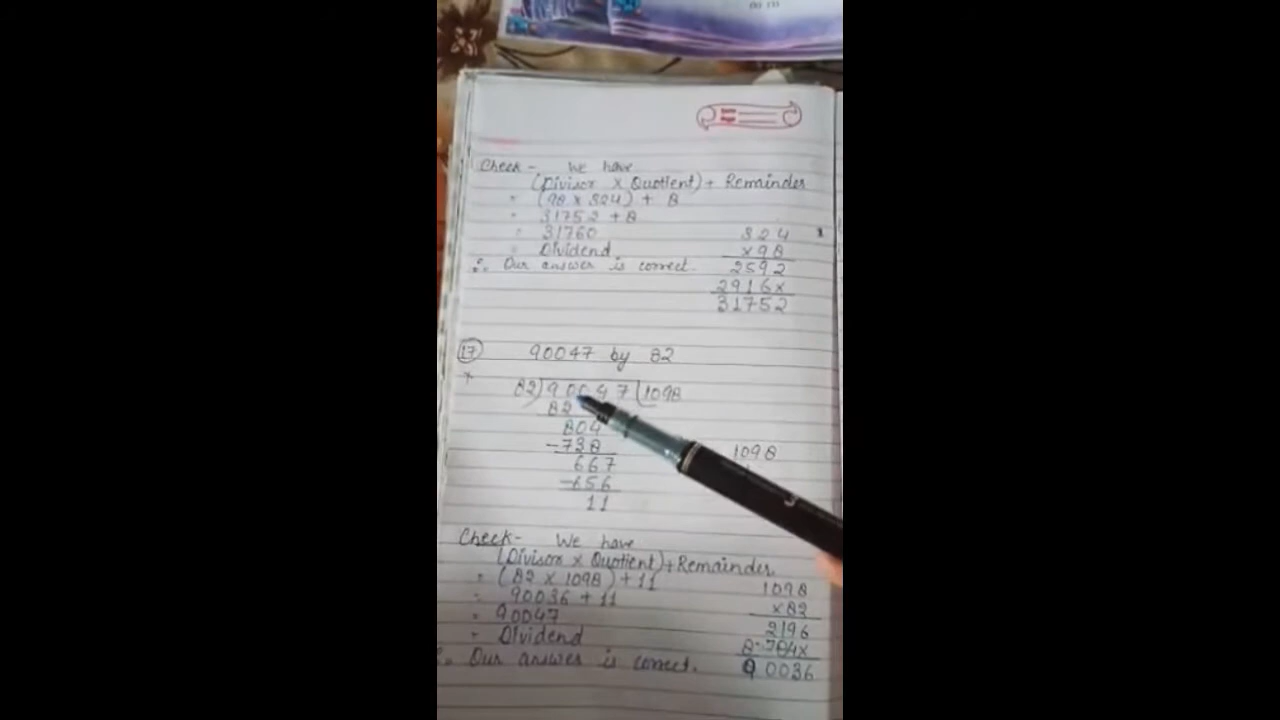 Check - We have
(Divisor X Quotient) + Remainder
= (98 x 324) + 8
= 31752 + 8
= 31760
= Dividend
∴ Our answer is correct.
324
x98
2592
2916x
31752
17 90047 by 82
82)90047(1098
82
804
-738
667
-656
11
1098
Check- We have
(Divisor x Quotient) + Remainder
= (82 x 1098) + 11
= 90036 + 11
= 90047
= Dividend
∴ Our answer is correct.
1098
x82
2196
8784x
90036